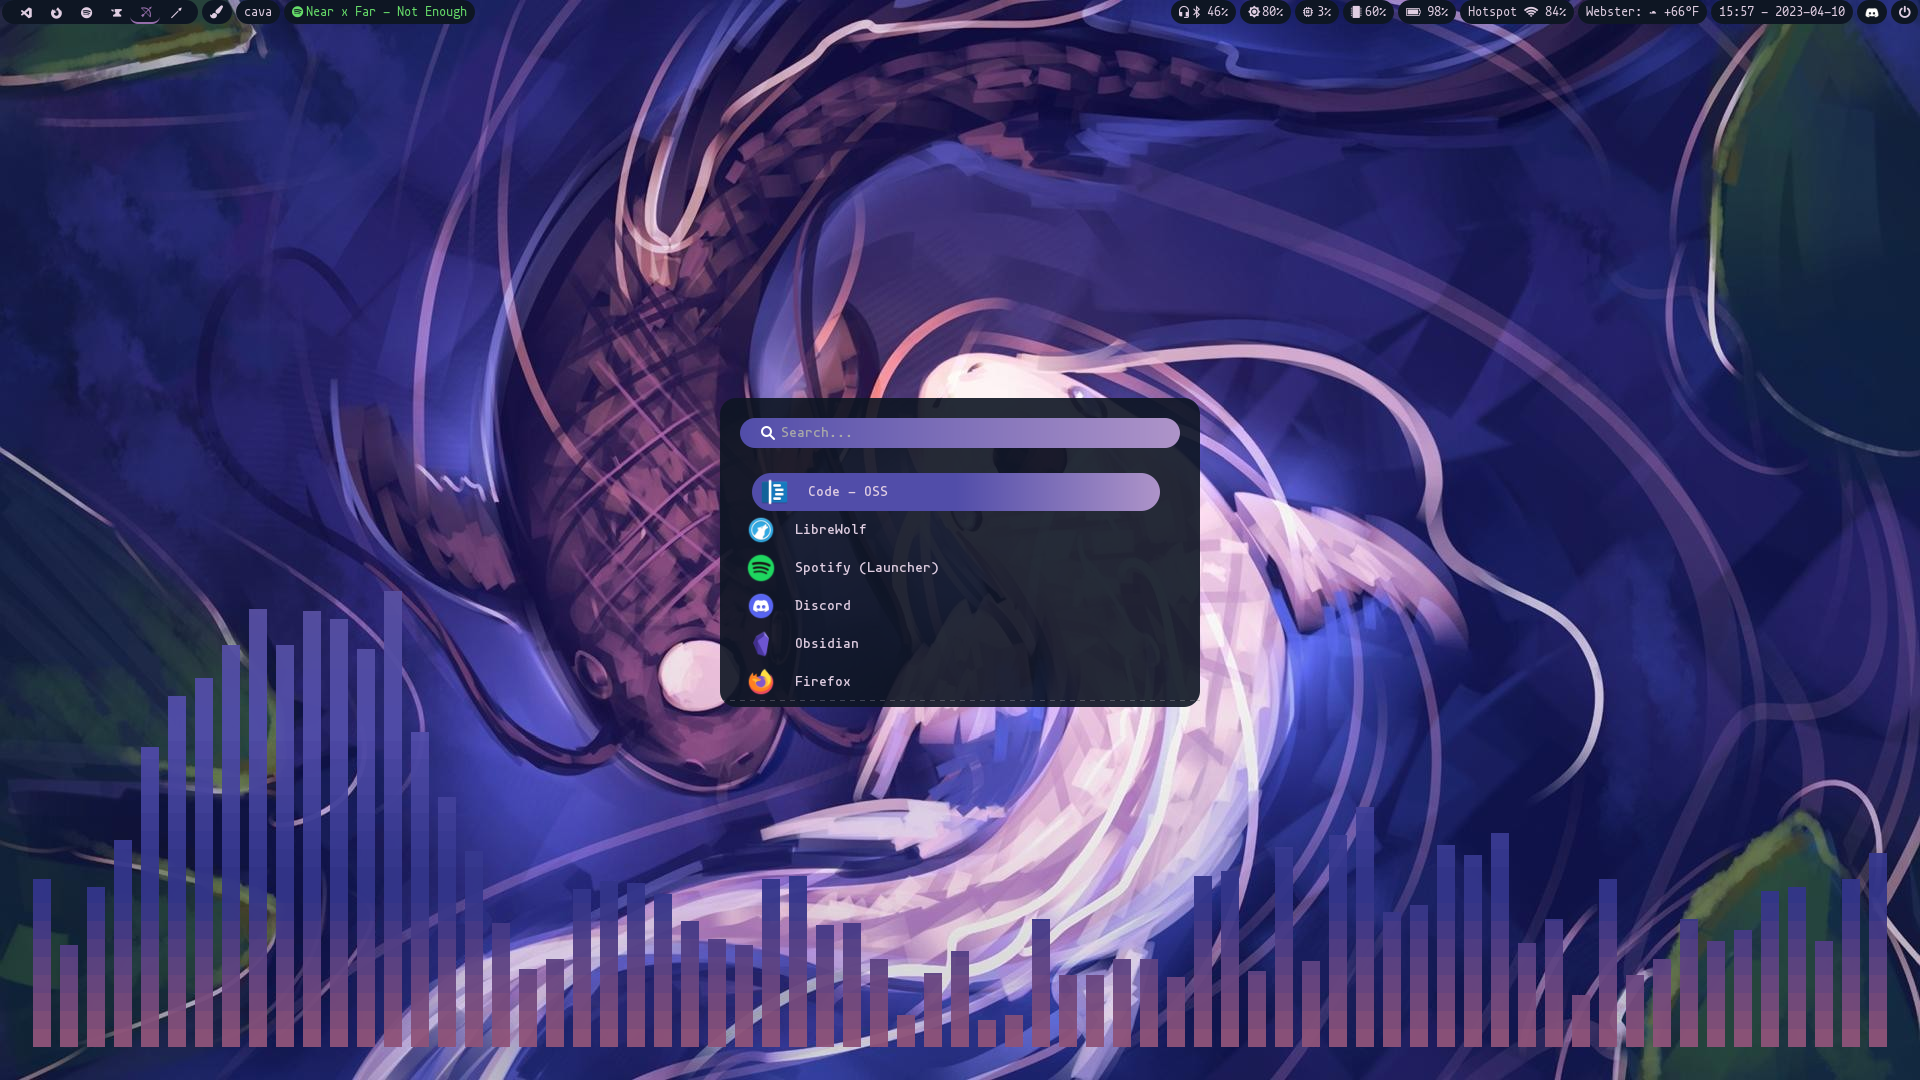 cava Near x Far – Not Enough 46% 80% 3% 60% 98% Hotspot 84% Webster: +66°F 15:57 – 2023-04-10
Search...
Code – OSS
LibreWolf
Spotify (Launcher)
Discord
Obsidian
Firefox